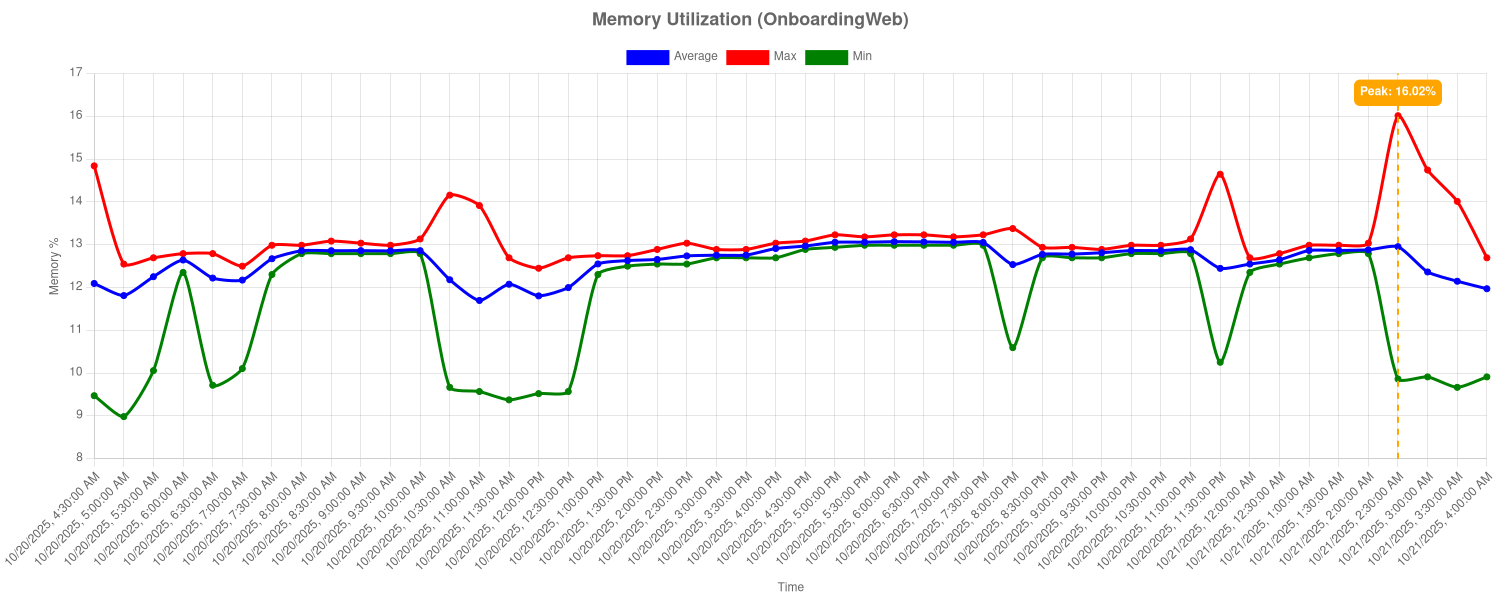 Memory Utilization (OnboardingWeb)
Average Max Min
17
Peak: 16.02%
16
15
14
13
12
11
10
9
8
Memory %
10/20/2025, 4:30:00 AM
10/20/2025, 5:00:00 AM
10/20/2025, 5:30:00 AM
10/20/2025, 6:00:00 AM
10/20/2025, 6:30:00 AM
10/20/2025, 7:00:00 AM
10/20/2025, 7:30:00 AM
10/20/2025, 8:00:00 AM
10/20/2025, 8:30:00 AM
10/20/2025, 9:00:00 AM
10/20/2025, 9:30:00 AM
10/20/2025, 10:00:00 AM
10/20/2025, 10:30:00 AM
10/20/2025, 11:00:00 AM
10/20/2025, 11:30:00 AM
10/20/2025, 12:00:00 PM
10/20/2025, 12:30:00 PM
10/20/2025, 1:00:00 PM
10/20/2025, 1:30:00 PM
10/20/2025, 2:00:00 PM
10/20/2025, 2:30:00 PM
10/20/2025, 3:00:00 PM
10/20/2025, 3:30:00 PM
10/20/2025, 4:00:00 PM
10/20/2025, 4:30:00 PM
10/20/2025, 5:00:00 PM
10/20/2025, 5:30:00 PM
10/20/2025, 6:00:00 PM
10/20/2025, 6:30:00 PM
10/20/2025, 7:00:00 PM
10/20/2025, 7:30:00 PM
10/20/2025, 8:00:00 PM
10/20/2025, 8:30:00 PM
10/20/2025, 9:00:00 PM
10/20/2025, 9:30:00 PM
10/20/2025, 10:00:00 PM
10/20/2025, 10:30:00 PM
10/20/2025, 11:00:00 PM
10/20/2025, 11:30:00 PM
10/21/2025, 12:00:00 AM
10/21/2025, 12:30:00 AM
10/21/2025, 1:00:00 AM
10/21/2025, 1:30:00 AM
10/21/2025, 2:00:00 AM
10/21/2025, 2:30:00 AM
10/21/2025, 3:00:00 AM
10/21/2025, 3:30:00 AM
10/21/2025, 4:00:00 AM
Time